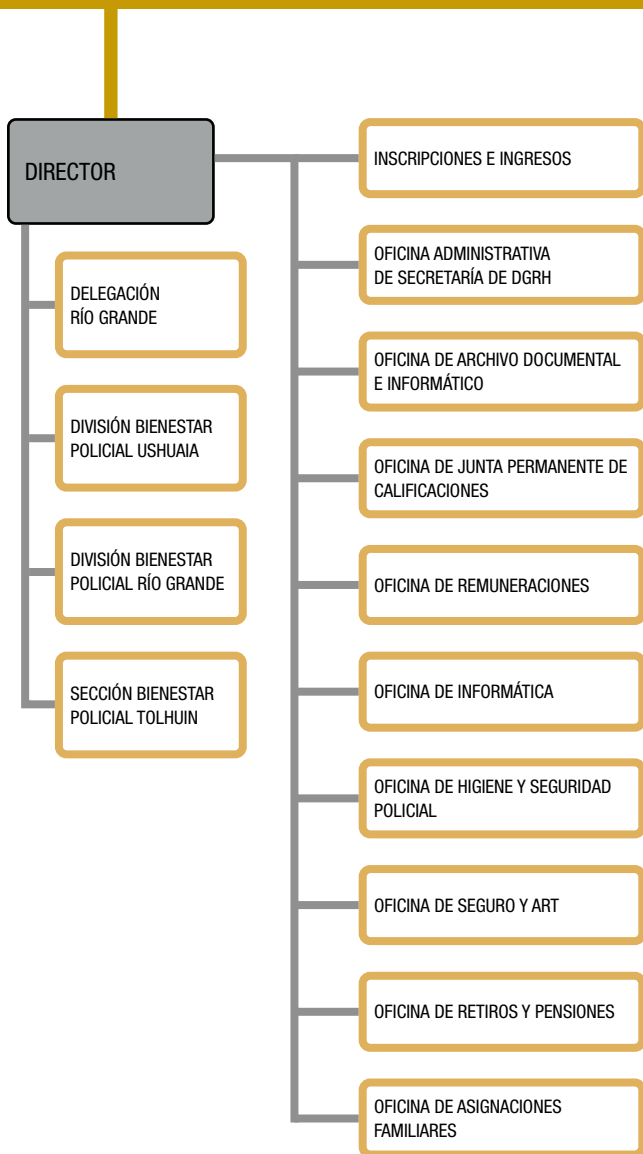 DIRECTOR
DELEGACIÓN
RÍO GRANDE
DIVISIÓN BIENESTAR
POLICIAL USHUAIA
DIVISIÓN BIENESTAR
POLICIAL RÍO GRANDE
SECCIÓN BIENESTAR
POLICIAL TOLHUIN
INSCRIPCIONES E INGRESOS
OFICINA ADMINISTRATIVA
DE SECRETARÍA DE DGRH
OFICINA DE ARCHIVO DOCUMENTAL
E INFORMÁTICO
OFICINA DE JUNTA PERMANENTE DE
CALIFICACIONES
OFICINA DE REMUNERACIONES
OFICINA DE INFORMÁTICA
OFICINA DE HIGIENE Y SEGURIDAD
POLICIAL
OFICINA DE SEGURO Y ART
OFICINA DE RETIROS Y PENSIONES
OFICINA DE ASIGNACIONES
FAMILIARES